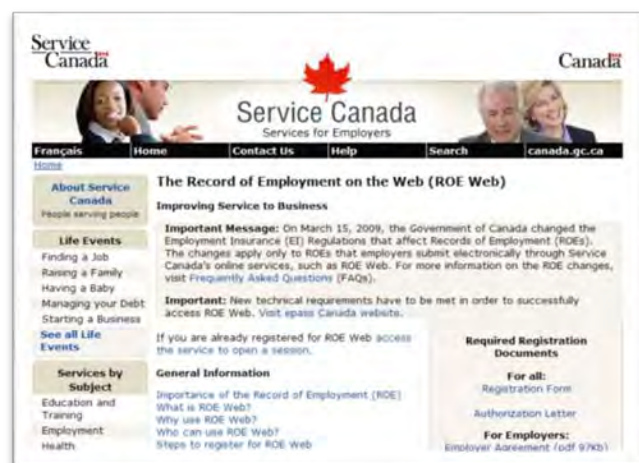 Service
Canada
Canada
Service Canada
Services for Employers
Français Home Contact Us Help Search canada.gc.ca
Home
About Service
Canada
People serving people
Life Events
Finding a Job
Raising a Family
Having a Baby
Managing your Debt
Starting a Business
See all Life
Events
Services by
Subject
Education and
Training
Employment
Health
The Record of Employment on the Web (ROE Web)
Improving Service to Business
Important Message: On March 15, 2009, the Government of Canada changed the
Employment Insurance (EI) Regulations that affect Records of Employment (ROEs).
The changes apply only to ROEs that employers submit electronically through Service
Canada's online services, such as ROE Web. For more information on the ROE changes,
visit Frequently Asked Questions (FAQs).
Important: New technical requirements have to be met in order to successfully
access ROE Web. Visit epass Canada website.
If you are already registered for ROE Web access
the service to open a session.
General Information
Importance of the Record of Employment (ROE)
What is ROE Web?
Why use ROE Web?
Who can use ROE Web?
Steps to register for ROE Web
Required Registration
Documents
For all:
Registration Form
Authorization Letter
For Employers:
Employer Agreement (pdf 97Kb)